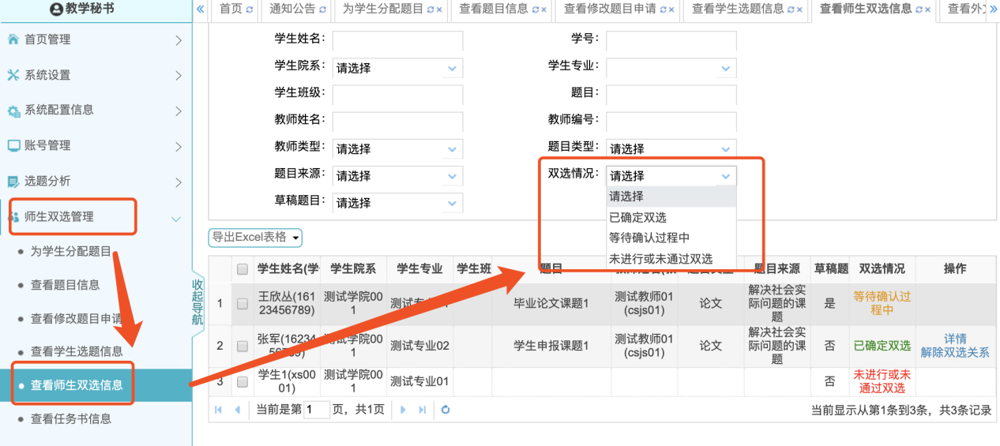 教学秘书
首页 通知公告 为学生分配题目 查看题目信息 查看修改题目申请 查看学生选题信息 查看师生双选信息 查看外
首页管理
系统设置
系统配置信息
账号管理
选题分析
师生双选管理
为学生分配题目
查看题目信息
查看修改题目申请
查看学生选题信息
查看师生双选信息
查看任务书信息
收起导航
学生姓名: 学号:
学生院系: 请选择 学生专业:
学生班级: 题目:
教师姓名: 教师编号:
教师类型: 请选择 题目类型: 请选择
题目来源: 请选择 双选情况: 请选择
草稿题目: 请选择
请选择
已确定双选
等待确认过程中
未进行或未通过双选
导出Excel表格
学生姓名(学 学生院系 学生专业 学生班 题目 题目来源 草稿题 双选情况 操作
1 王欣丛(161 测试学院00 测试专 毕业论文课题1 测试教师01 论文 解决社会实 是 等待确认过
23456789) 1 (csjs01) 际问题的课 程中
题
2 张军(16234 测试学院00 测试专业02 学生申报课题1 测试教师01 论文 解决社会实 否 已确定双选 详情
1 (csjs01) 际问题的课 解除双选关系
题
3 学生1(xs00 测试学院00 测试专业01 否 未进行或未
01) 1 通过双选
当前是第 1 页，共1页 当前显示从第1条到3条，共3条记录